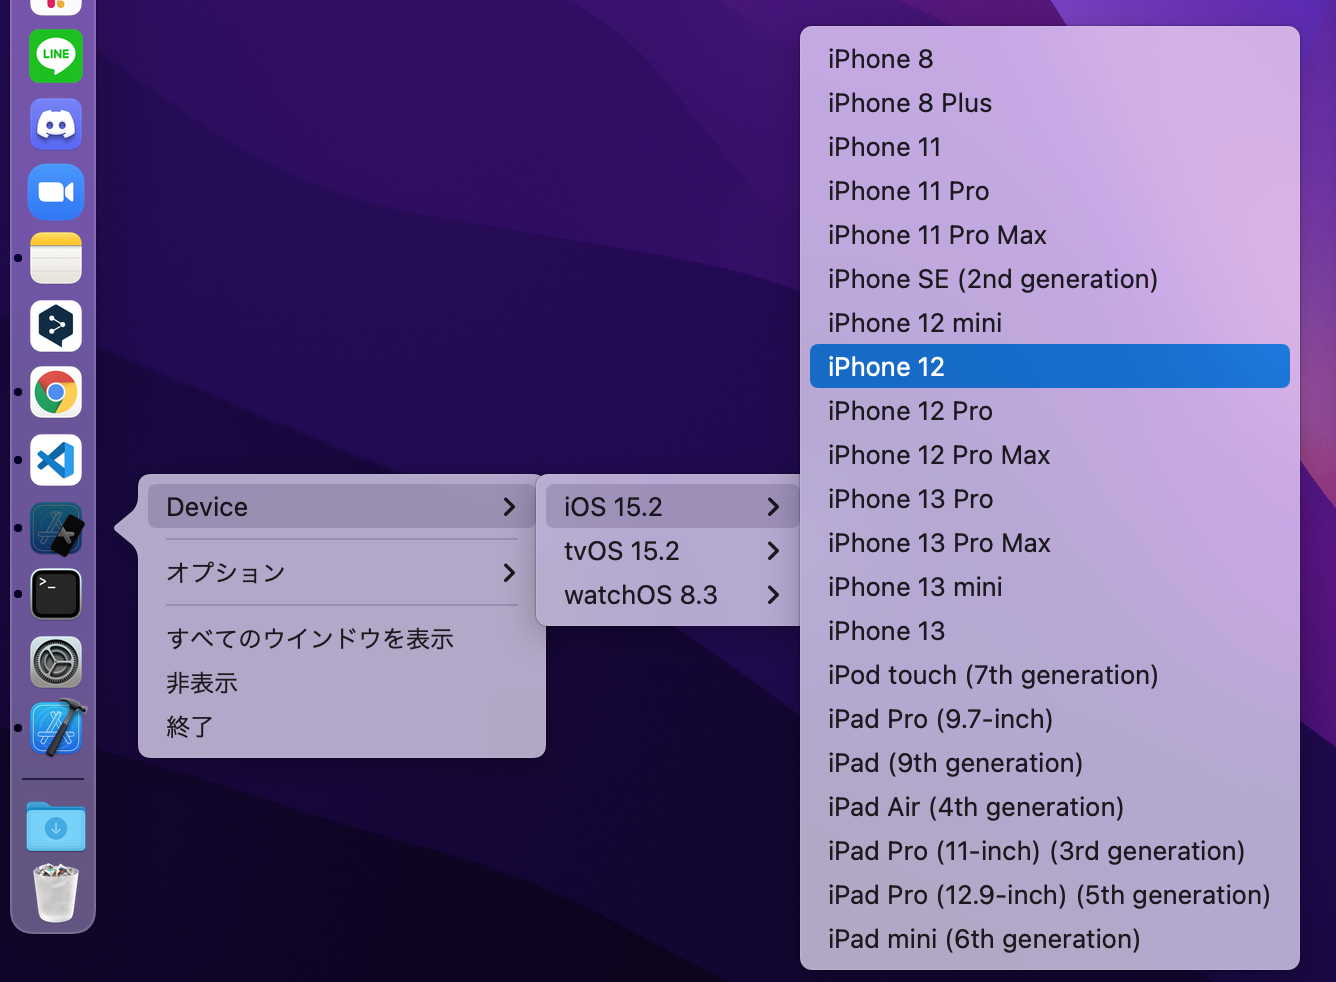 LINE
>_
Device
オプション
すべてのウインドウを表示
非表示
終了
iOS 15.2
tvOS 15.2
watchOS 8.3
iPhone 8
iPhone 8 Plus
iPhone 11
iPhone 11 Pro
iPhone 11 Pro Max
iPhone SE (2nd generation)
iPhone 12 mini
iPhone 12
iPhone 12 Pro
iPhone 12 Pro Max
iPhone 13 Pro
iPhone 13 Pro Max
iPhone 13 mini
iPhone 13
iPod touch (7th generation)
iPad Pro (9.7-inch)
iPad (9th generation)
iPad Air (4th generation)
iPad Pro (11-inch) (3rd generation)
iPad Pro (12.9-inch) (5th generation)
iPad mini (6th generation)